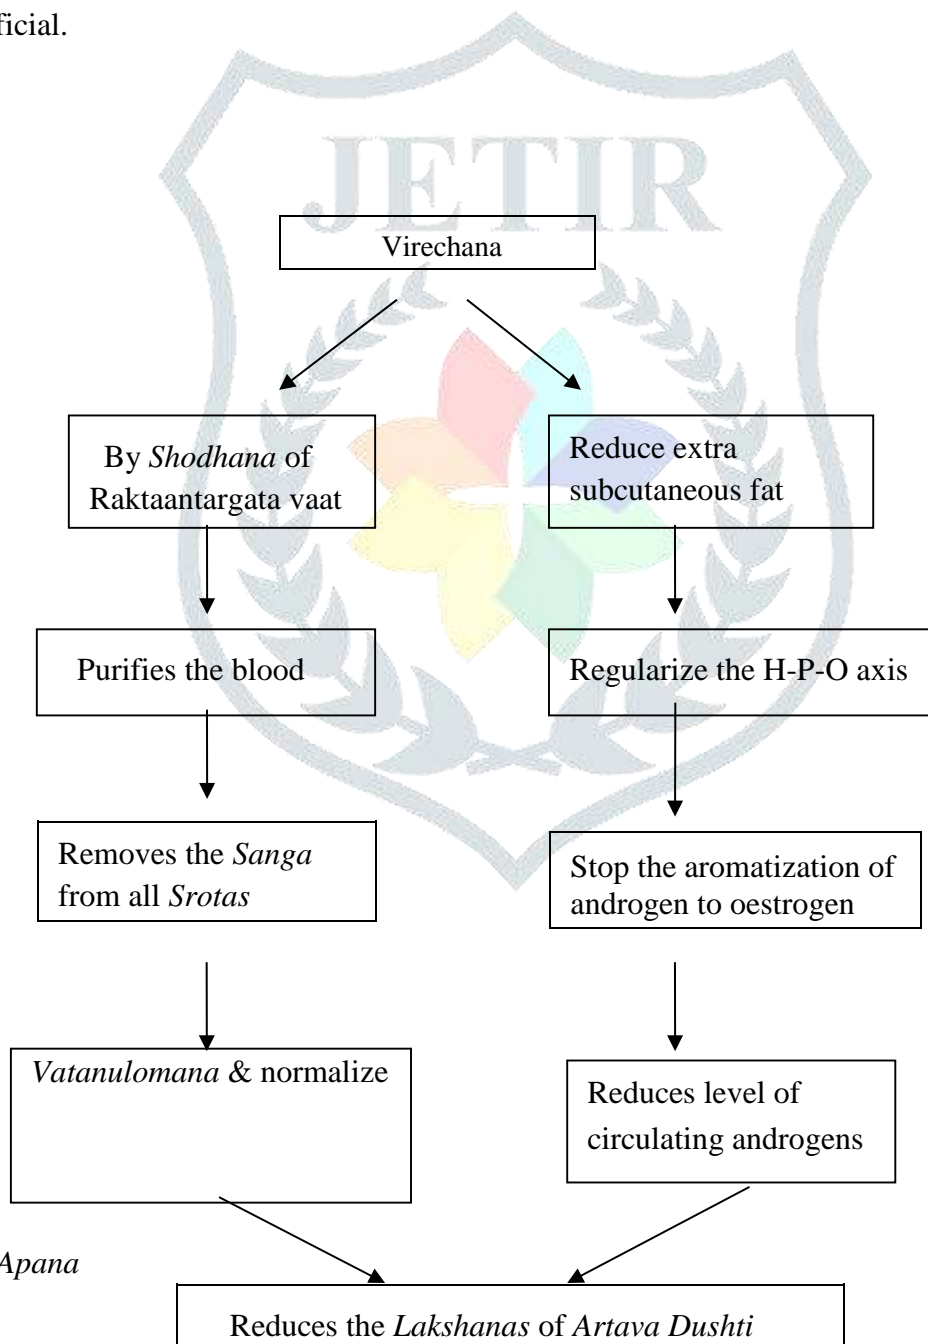 ficial.
JETIR
Virechana
By Shodhana of
Raktaantargata vaat
Reduce extra
subcutaneous fat
Purifies the blood
Regularize the H-P-O axis
Removes the Sanga
from all Srotas
Stop the aromatization of
androgen to oestrogen
Vatanulomana & normalize
Reduces level of
circulating androgens
Apana
Reduces the Lakshanas of Artava Dushti